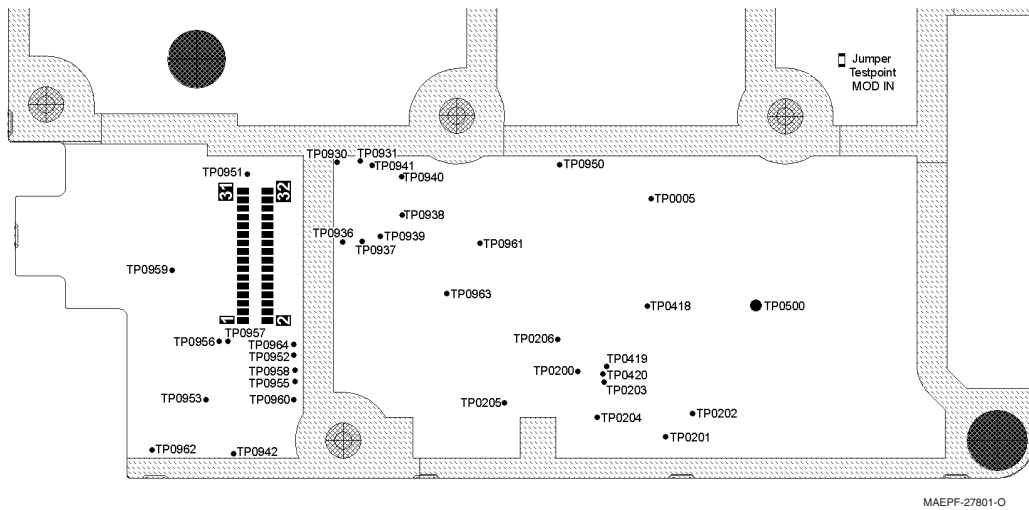 Jumper
Testpoint
MOD IN
TP0930
TP0931
TP0941
TP0940
TP0950
TP0951
31
32
TP0005
TP0938
TP0936
TP0939
TP0937
TP0961
TP0959
TP0963
TP0418
TP0500
1
2
TP0957
TP0956
TP0964
TP0952
TP0206
TP0958
TP0955
TP0419
TP0200
TP0420
TP0203
TP0953
TP0960
TP0205
TP0204
TP0202
TP0201
TP0962
TP0942
MAEPF-27801-O